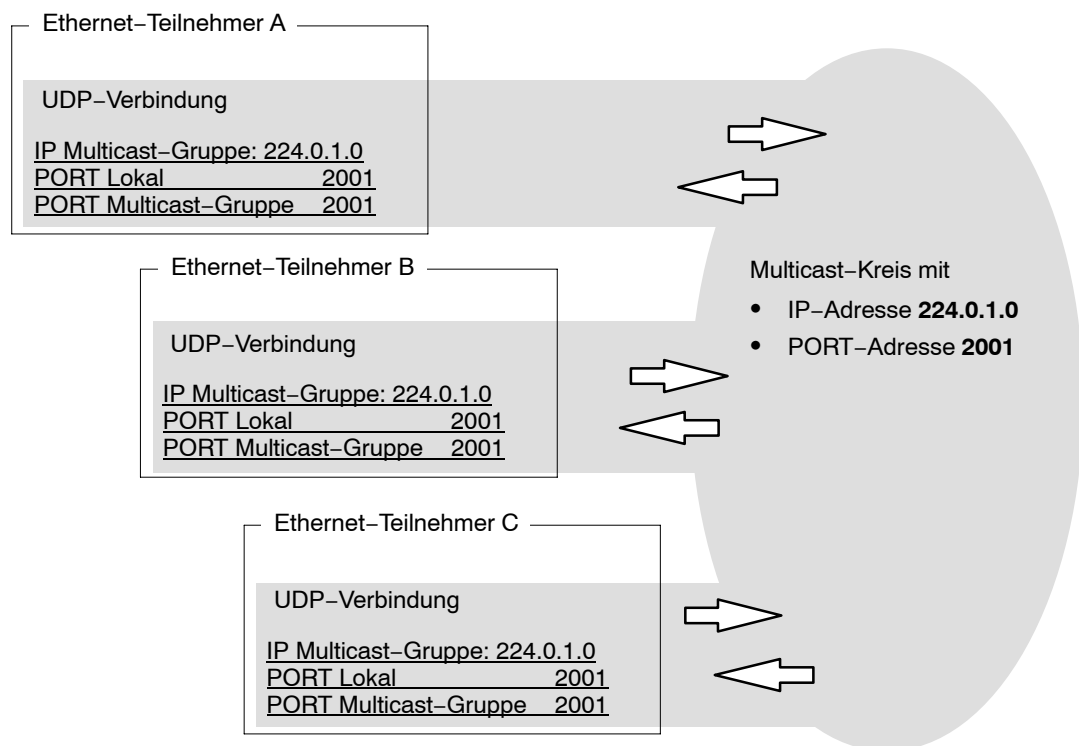 Ethernet–Teilnehmer A
UDP–Verbindung
IP Multicast–Gruppe: 224.0.1.0
PORT Lokal 2001
PORT Multicast–Gruppe 2001
Ethernet–Teilnehmer B
UDP–Verbindung
IP Multicast–Gruppe: 224.0.1.0
PORT Lokal 2001
PORT Multicast–Gruppe 2001
Multicast–Kreis mit
• IP–Adresse 224.0.1.0
• PORT–Adresse 2001
Ethernet–Teilnehmer C
UDP–Verbindung
IP Multicast–Gruppe: 224.0.1.0
PORT Lokal 2001
PORT Multicast–Gruppe 2001